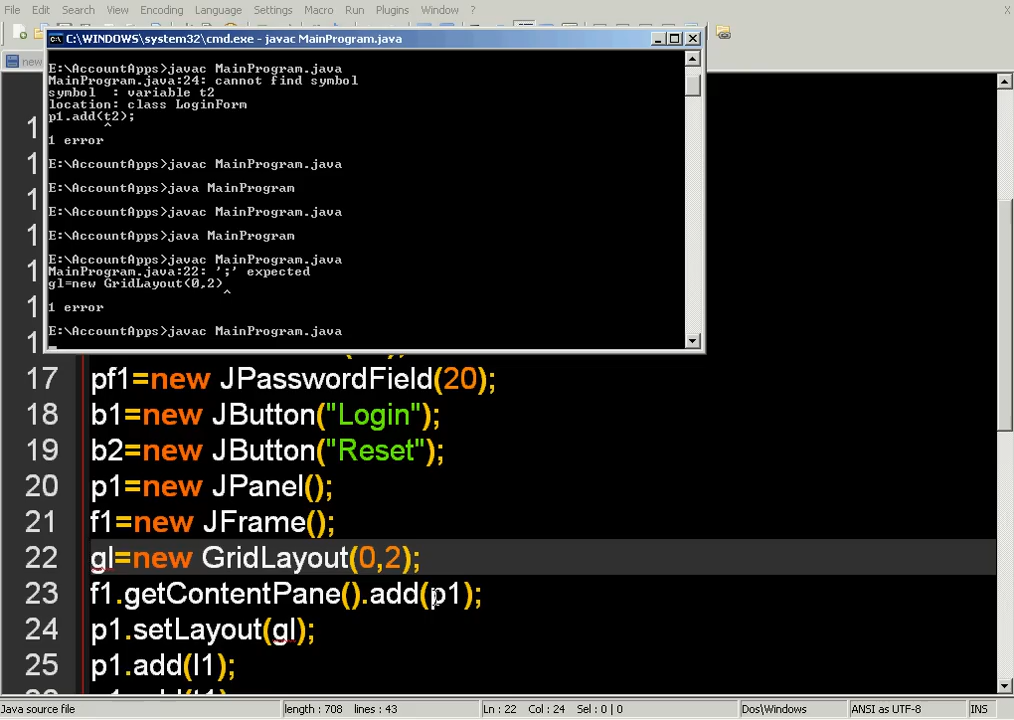 File Edit Search View Encoding Language Settings Macro Run Plugins Window ? X
C:\WINDOWS\system32\cmd.exe - javac MainProgram.java
new
E:\AccountApps>javac MainProgram.java
MainProgram.java:24: cannot find symbol
symbol  : variable t2
location: class LoginForm
p1.add(t2);
^
1 error
E:\AccountApps>javac MainProgram.java
E:\AccountApps>java MainProgram
E:\AccountApps>javac MainProgram.java
E:\AccountApps>java MainProgram
E:\AccountApps>javac MainProgram.java
MainProgram.java:22: ';' expected
gl=new GridLayout(0,2)
^
1 error
E:\AccountApps>javac MainProgram.java
17 pf1=new JPasswordField(20);
18 b1=new JButton("Login");
19 b2=new JButton("Reset");
20 p1=new JPanel();
21 f1=new JFrame();
22 gl=new GridLayout(0,2);
23 f1.getContentPane().add(p1);
24 p1.setLayout(gl);
25 p1.add(l1);
Java source file length : 708 lines : 43 Ln : 22 Col : 24 Sel : 0 | 0 Dos\Windows ANSI as UTF-8 INS